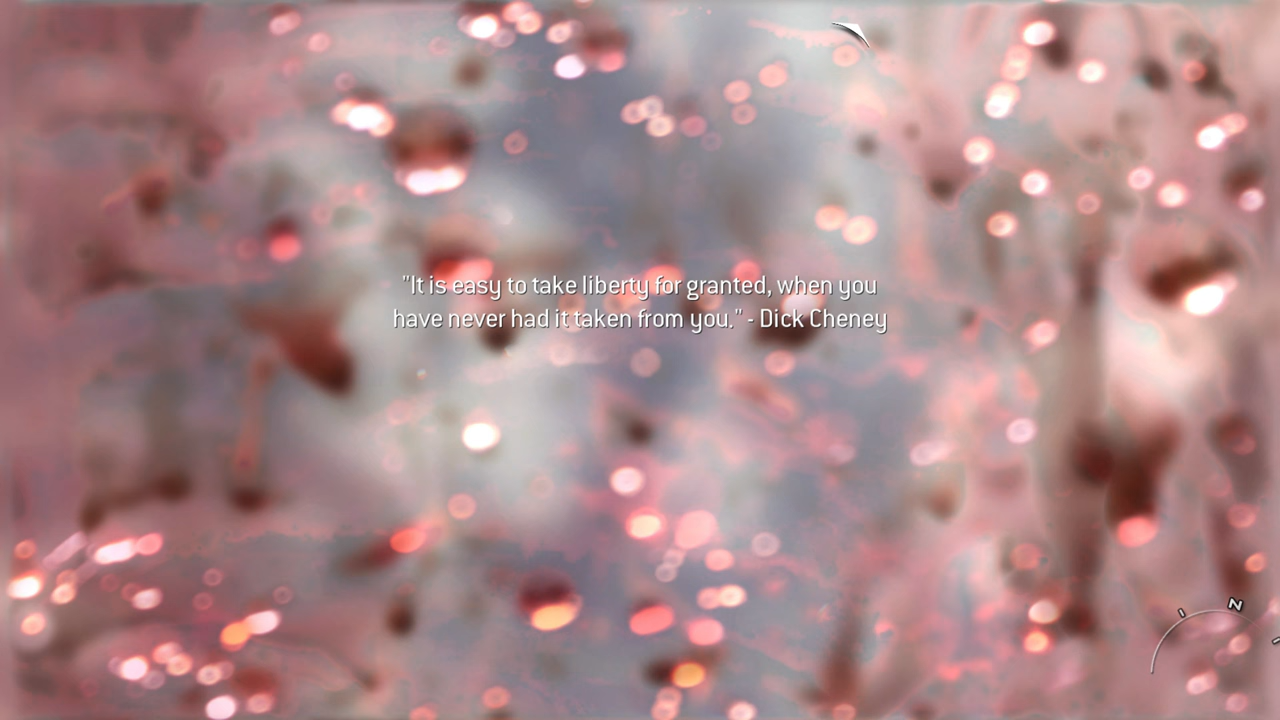 "It is easy to take liberty for granted, when you
have never had it taken from you." - Dick Cheney
N